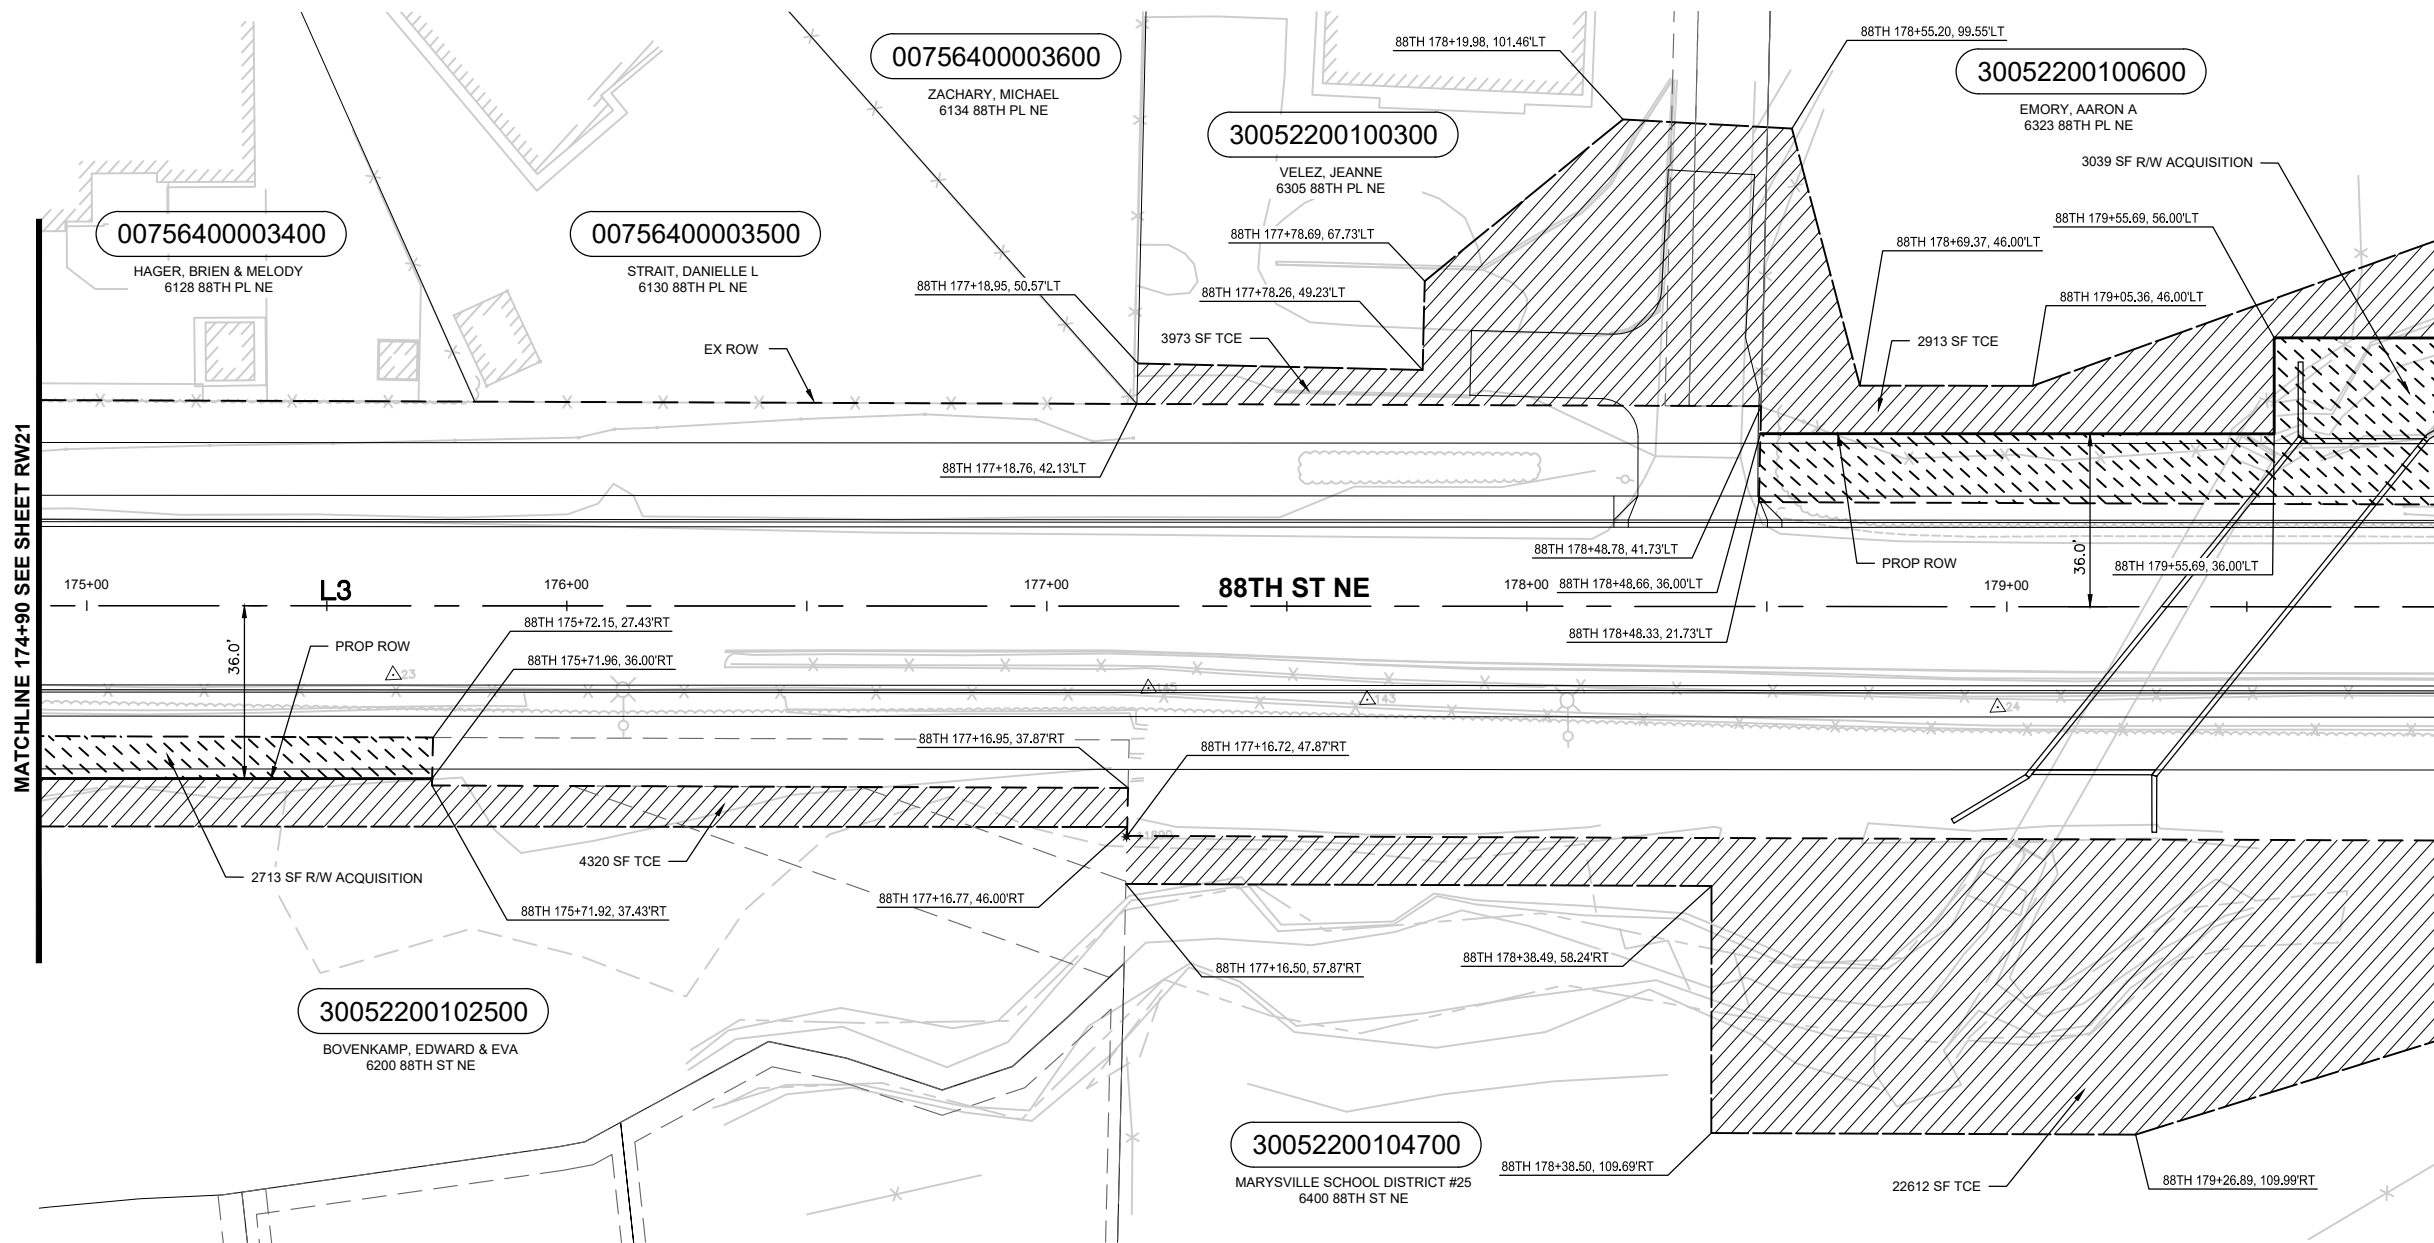 88TH 178+19.98, 101.46'LT
88TH 178+55.20, 99.55'LT
00756400003600
ZACHARY, MICHAEL
6134 88TH PL NE
30052200100600
EMORY, AARON A
6323 88TH PL NE
30052200100300
VELEZ, JEANNE
6305 88TH PL NE
3039 SF R/W ACQUISITION
00756400003400
HAGER, BRIEN & MELODY
6128 88TH PL NE
00756400003500
STRAIT, DANIELLE L
6130 88TH PL NE
88TH 177+78.69, 67.73'LT
88TH 179+55.69, 56.00'LT
88TH 178+69.37, 46.00'LT
88TH 177+18.95, 50.57'LT
88TH 177+78.26, 49.23'LT
88TH 179+05.36, 46.00'LT
EX ROW
3973 SF TCE
2913 SF TCE
MATCHLINE 174+90 SEE SHEET RW21
88TH 177+18.76, 42.13'LT
88TH 178+48.78, 41.73'LT
PROP ROW
36.0'
88TH 179+55.69, 36.00'LT
175+00
L3
176+00
177+00
88TH ST NE
178+00
88TH 178+48.66, 36.00'LT
179+00
88TH 175+72.15, 27.43'RT
88TH 178+48.33, 21.73'LT
36.0'
PROP ROW
88TH 175+71.96, 36.00'RT
23
145
143
24
88TH 177+16.95, 37.87'RT
88TH 177+16.72, 47.87'RT
4320 SF TCE
2713 SF R/W ACQUISITION
88TH 177+16.77, 46.00'RT
88TH 175+71.92, 37.43'RT
88TH 177+16.50, 57.87'RT
88TH 178+38.49, 58.24'RT
30052200102500
BOVENKAMP, EDWARD & EVA
6200 88TH ST NE
30052200104700
MARYSVILLE SCHOOL DISTRICT #25
6400 88TH ST NE
88TH 178+38.50, 109.69'RT
22612 SF TCE
88TH 179+26.89, 109.99'RT